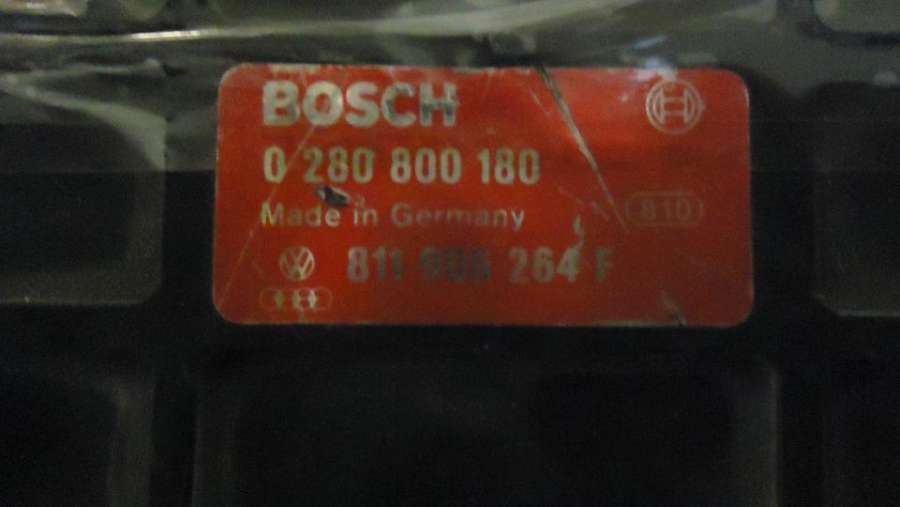 BOSCH
0 280 800 180
Made in Germany
810
811 906 264 F